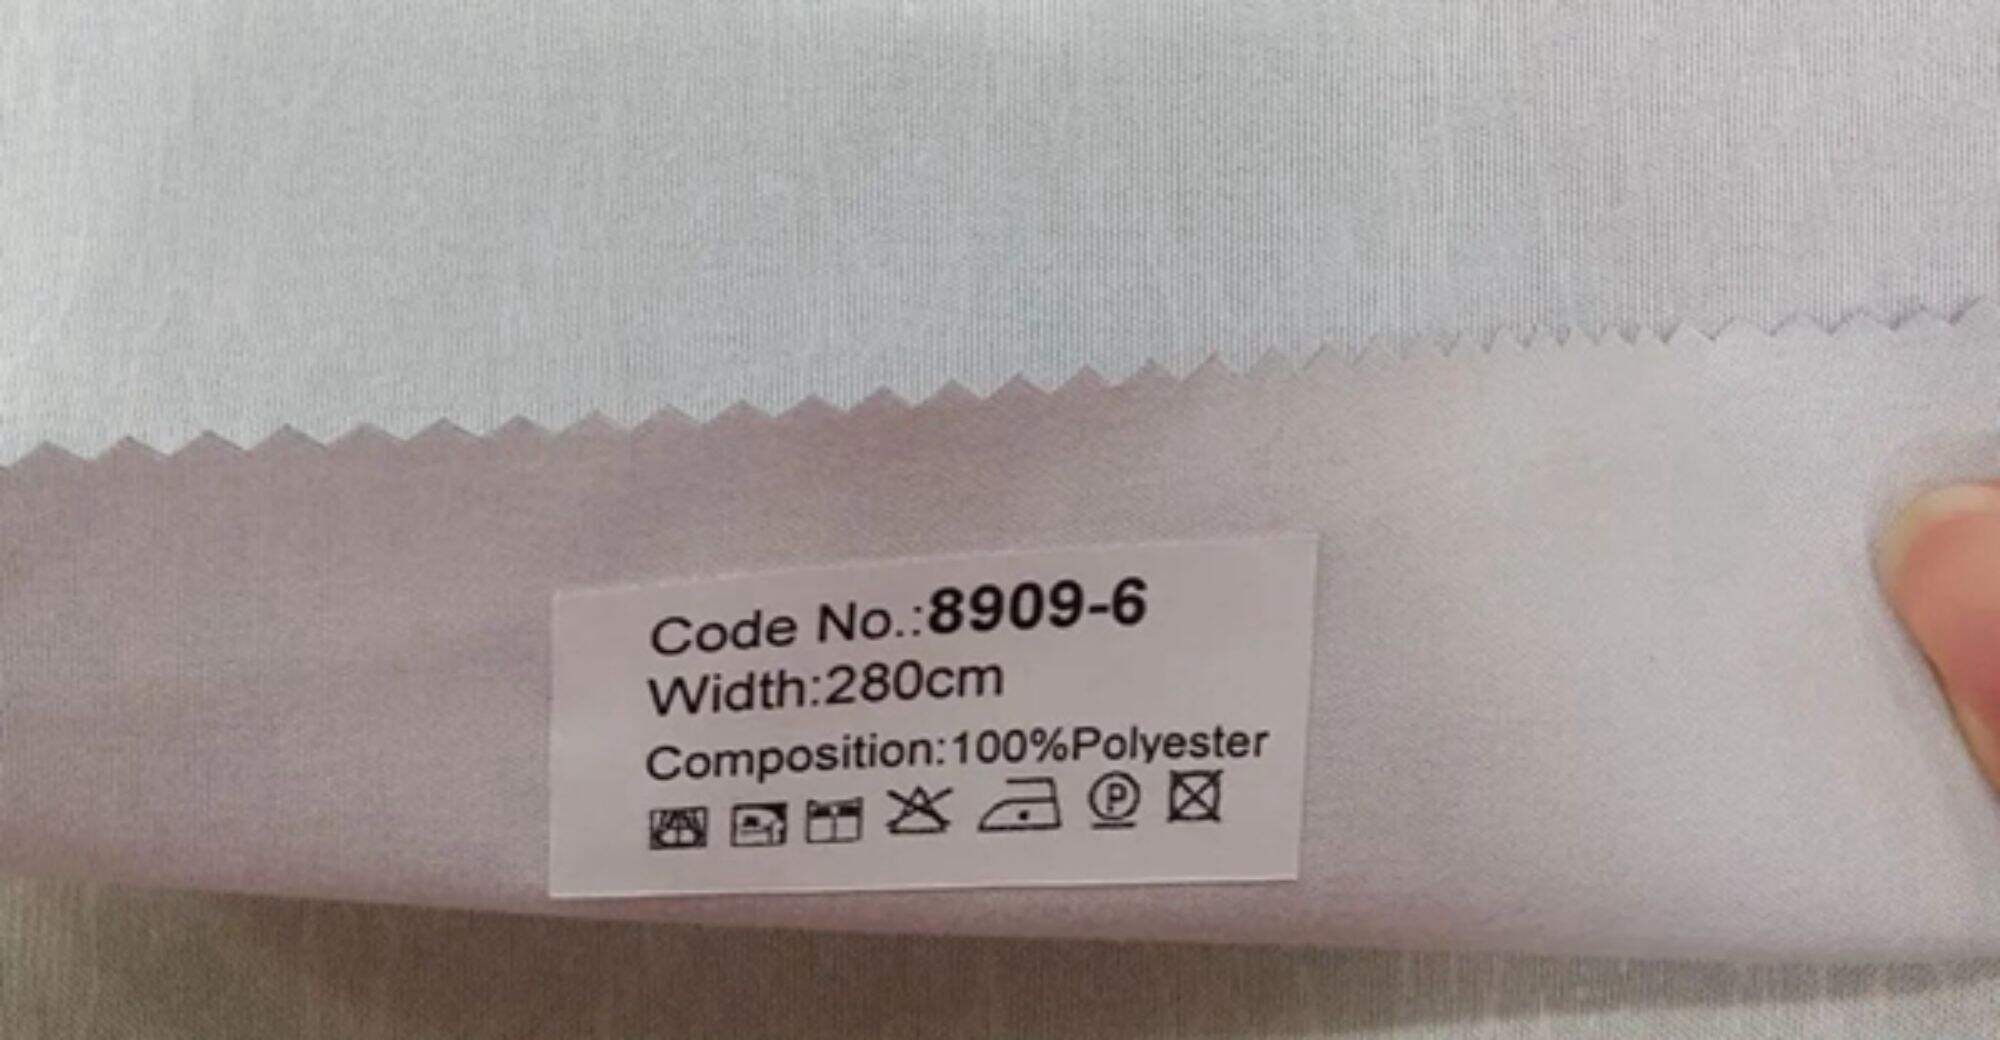 Code No.:8909-6
Width:280cm
Composition:100%Polyester
P